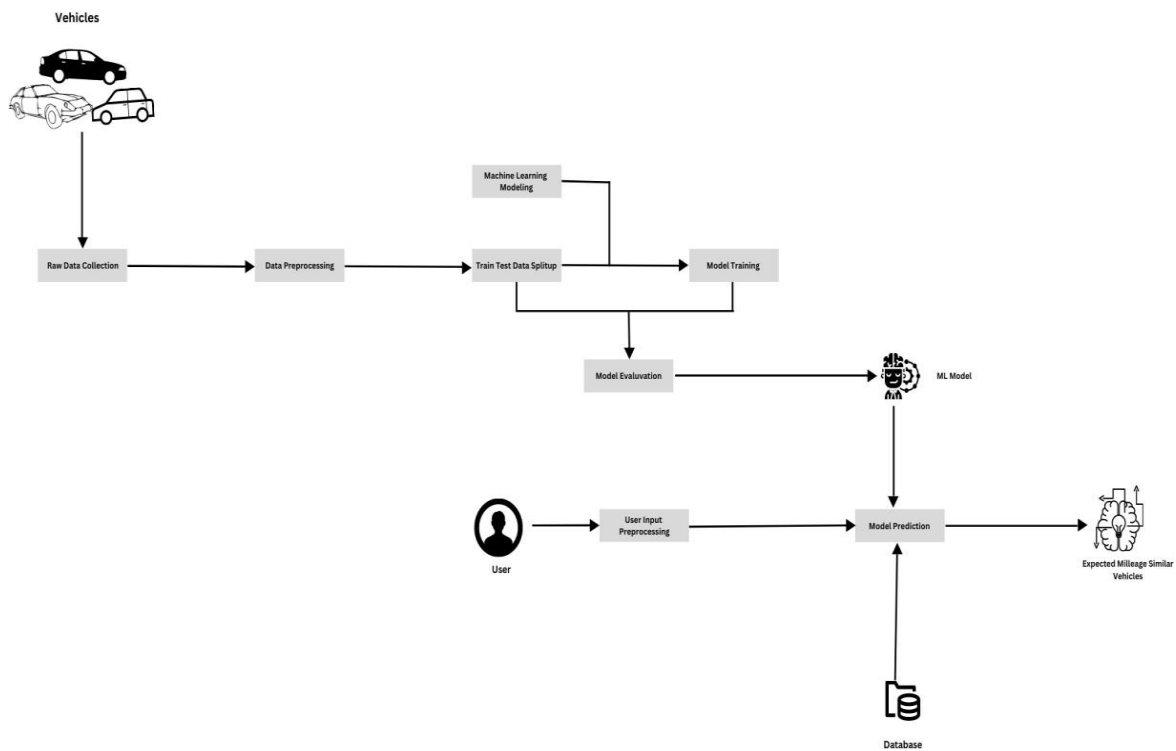 Vehicles
Machine Learning
Modeling
Raw Data Collection
Data Preprocessing
Train Test Data Splitup
Model Training
Model Evaluvation
ML Model
User Input
Preprocessing
Model Prediction
User
Expected Milleage Similar
Vehicles
Database